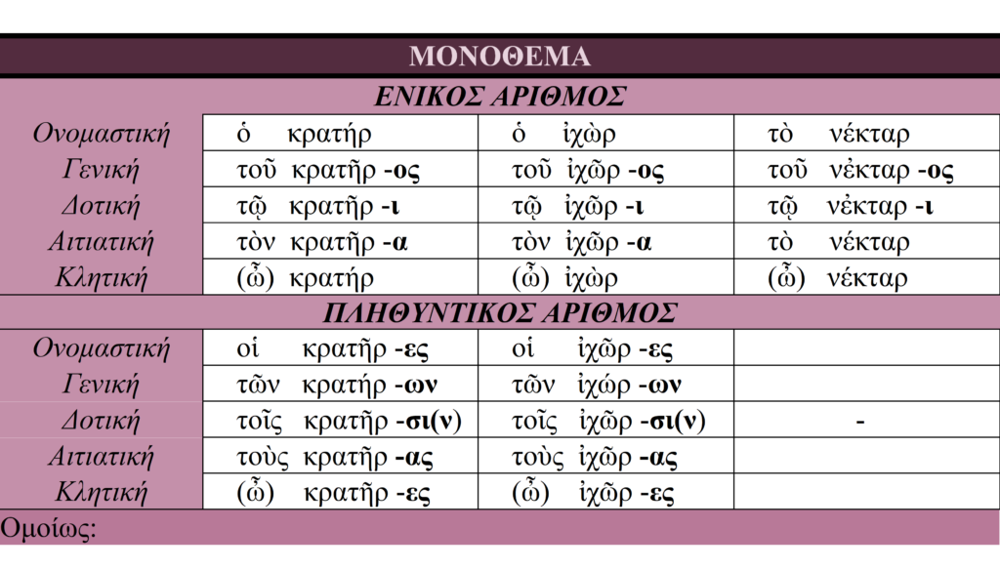 ΜΟΝΟΘΕΜΑ
ΕΝΙΚΟΣ ΑΡΙΘΜΟΣ
Ονομαστική ὁ κρατήρ ὁ ἰχὼρ τὸ νέκταρ
Γενική τοῦ κρατῆρ -ος τοῦ ἰχῶρ -ος τοῦ νἐκταρ -ος
Δοτική τῷ κρατῆρ -ι τῷ ἰχῶρ -ι τῷ νἐκταρ -ι
Αιτιατική τὸν κρατῆρ -α τὸν ἰχῶρ -α τὸ νέκταρ
Κλητική (ὦ) κρατήρ (ὦ) ἰχὼρ (ὦ) νέκταρ
ΠΛΗΘΥΝΤΙΚΟΣ ΑΡΙΘΜΟΣ
Ονομαστική οἱ κρατῆρ -ες οἱ ἰχῶρ -ες
Γενική τῶν κρατήρ -ων τῶν ἰχώρ -ων
Δοτική τοῖς κρατῆρ -σι(ν) τοῖς ἰχῶρ -σι(ν) -
Αιτιατική τοὺς κρατῆρ -ας τοὺς ἰχῶρ -ας
Κλητική (ὦ) κρατῆρ -ες (ὦ) ἰχῶρ -ες
Ομοίως: